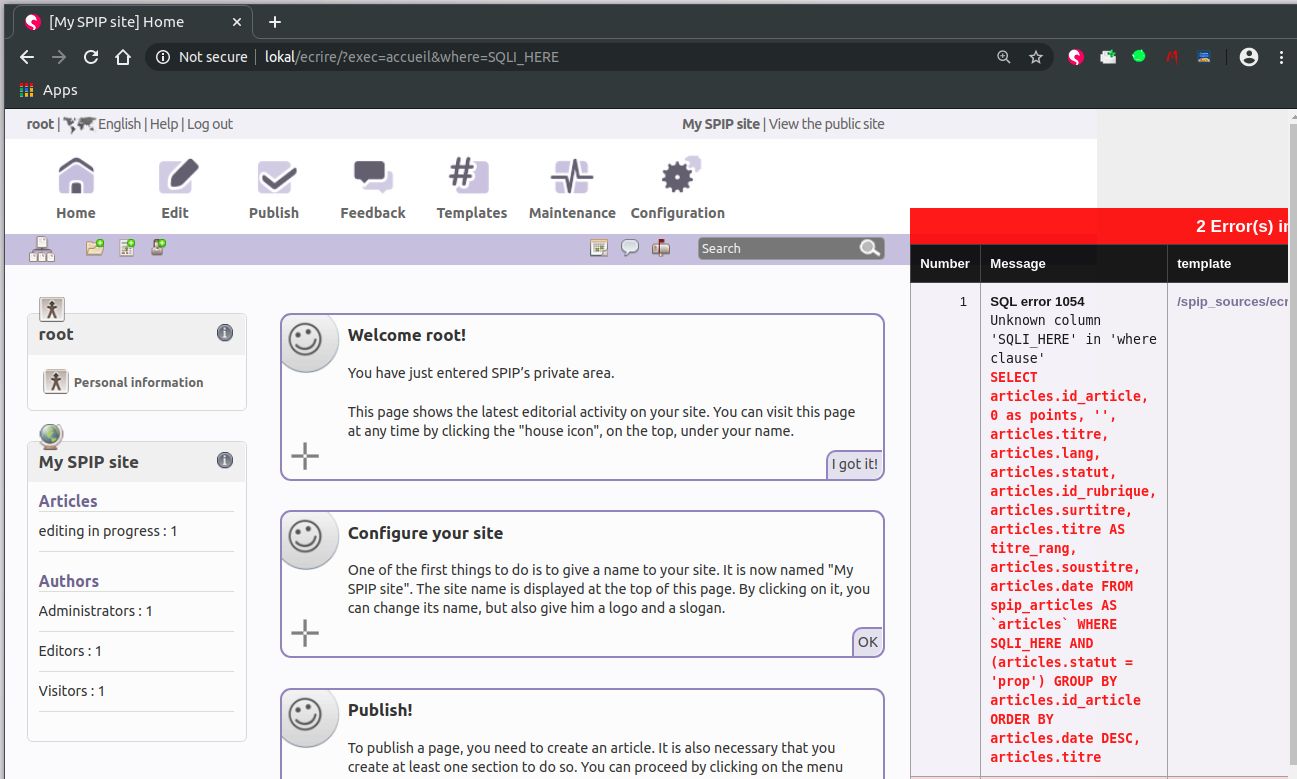 [My SPIP site] Home
Not secure | lokal/ecrire/?exec=accueil&where=SQLI_HERE
Apps
root | English | Help | Log out
My SPIP site | View the public site
Home
Edit
Publish
Feedback
Templates
Maintenance
Configuration
Search
root
Personal information
My SPIP site
Articles
editing in progress : 1
Authors
Administrators : 1
Editors : 1
Visitors : 1
Welcome root!
You have just entered SPIP’s private area.
This page shows the latest editorial activity on your site. You can visit this page
at any time by clicking the "house icon", on the top, under your name.
I got it!
Configure your site
One of the first things to do is to give a name to your site. It is now named "My
SPIP site". The site name is displayed at the top of this page. By clicking on it, you
can change its name, but also give him a logo and a slogan.
OK
Publish!
To publish a page, you need to create an article. It is also necessary that you
create at least one section to do so. You can proceed by clicking on the menu
2 Error(s) in
Number
Message
template
1
SQL error 1054
Unknown column
'SQLI_HERE' in 'where
clause'
SELECT
articles.id_article,
0 as points, '',
articles.titre,
articles.lang,
articles.statut,
articles.id_rubrique,
articles.surtitre,
articles.titre AS
titre_rang,
articles.soustitre,
articles.date FROM
spip_articles AS
`articles` WHERE
SQLI_HERE AND
(articles.statut =
'prop') GROUP BY
articles.id_article
ORDER BY
articles.date DESC,
articles.titre
/spip_sources/ecr